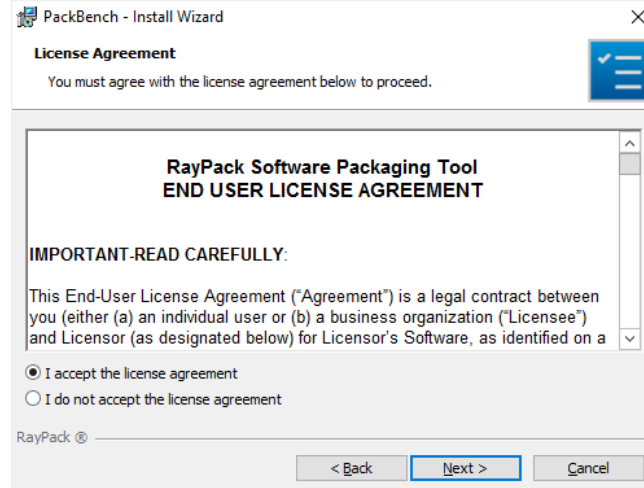 PackBench - Install Wizard
License Agreement
You must agree with the license agreement below to proceed.
RayPack Software Packaging Tool
END USER LICENSE AGREEMENT
IMPORTANT-READ CAREFULLY:
This End-User License Agreement (“Agreement”) is a legal contract between
you (either (a) an individual user or (b) a business organization (“Licensee”)
and Licensor (as designated below) for Licensor’s Software, as identified on a
I accept the license agreement
I do not accept the license agreement
RayPack ®
< Back Next > Cancel